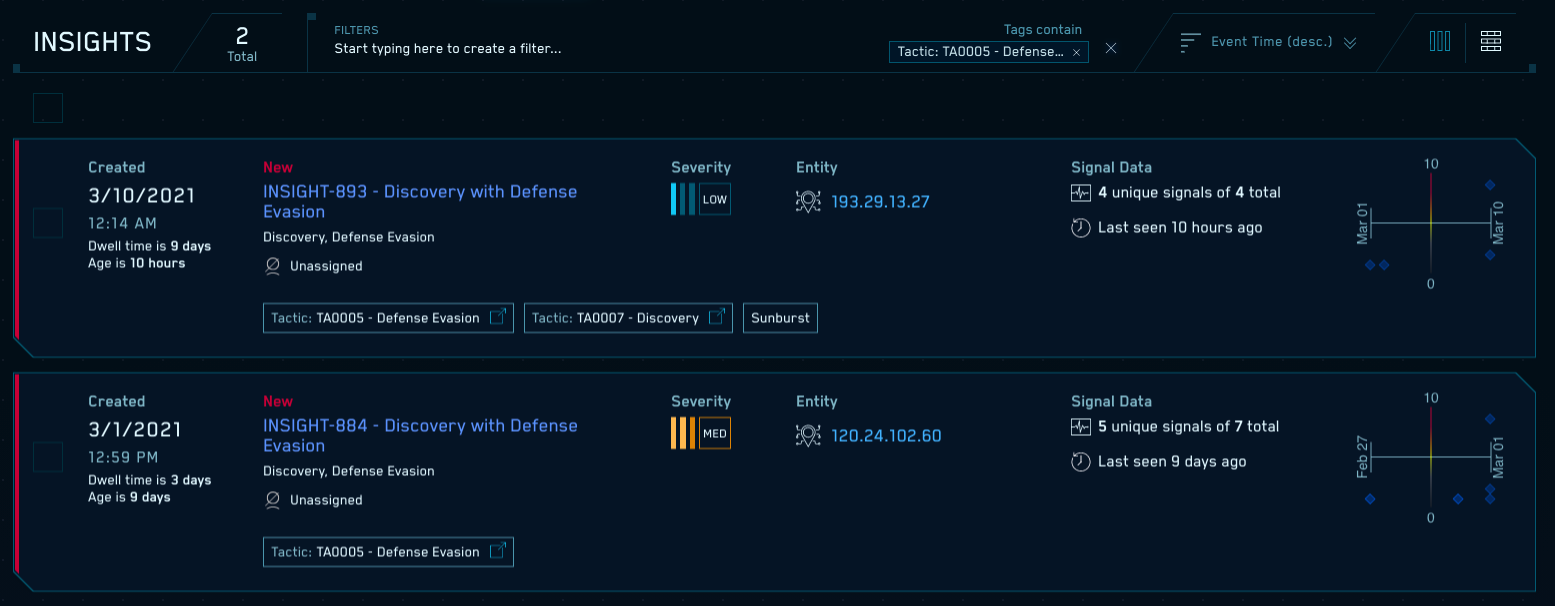 INSIGHTS
2
Total
FILTERS
Start typing here to create a filter...
Tags contain
Tactic: TA0005 - Defense... ×
Event Time (desc.)
Created
3/10/2021
12:14 AM
Dwell time is 9 days
Age is 10 hours
New
INSIGHT-893 - Discovery with Defense
Evasion
Discovery, Defense Evasion
Unassigned
Tactic: TA0005 - Defense Evasion
Tactic: TA0007 - Discovery
Sunburst
Severity
LOW
Entity
193.29.13.27
Signal Data
4 unique signals of 4 total
Last seen 10 hours ago
10
Mar 01
Mar 10
0
Created
3/1/2021
12:59 PM
Dwell time is 3 days
Age is 9 days
New
INSIGHT-884 - Discovery with Defense
Evasion
Discovery, Defense Evasion
Unassigned
Tactic: TA0005 - Defense Evasion
Severity
MED
Entity
120.24.102.60
Signal Data
5 unique signals of 7 total
Last seen 9 days ago
10
Feb 27
Mar 01
0